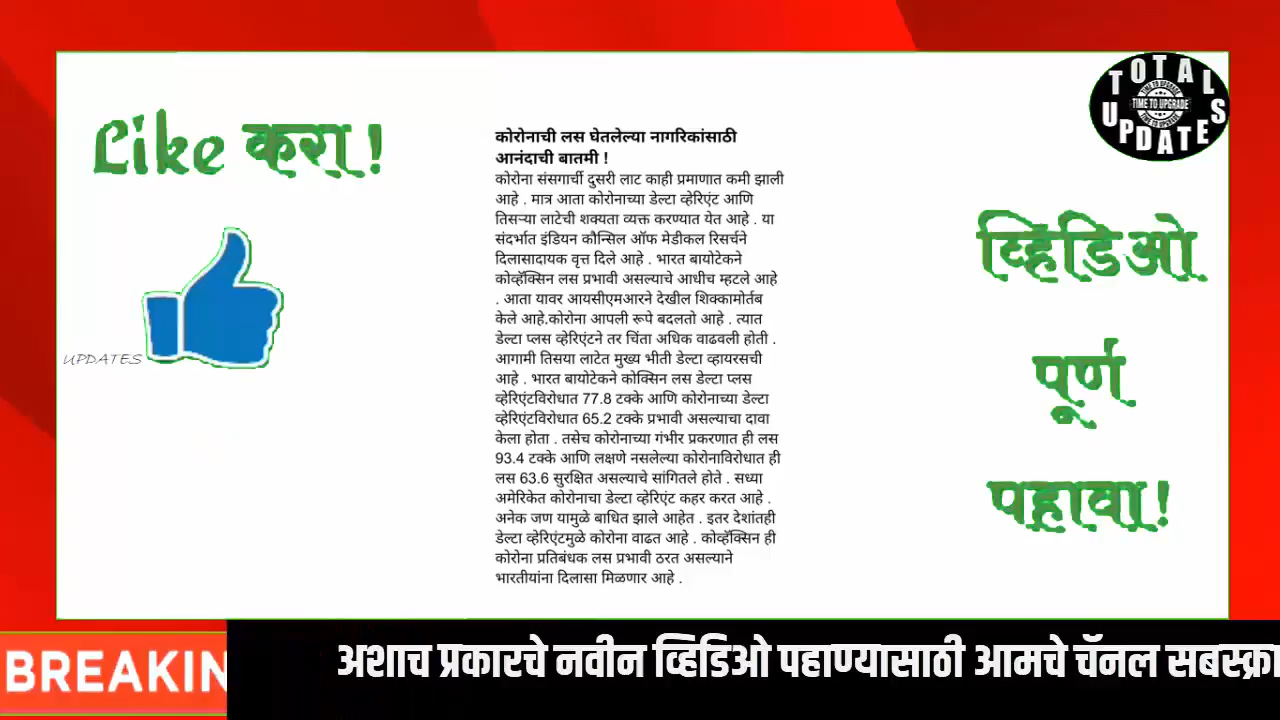 Like करा !
UPDATES
कोरोनाची लस घेतलेल्या नागरिकांसाठी
आनंदाची बातमी !
कोरोना संसगार्ची दुसरी लाट काही प्रमाणात कमी झाली
आहे . मात्र आता कोरोनाच्या डेल्टा व्हेरिएंट आणि
तिसऱ्या लाटेची शक्यता व्यक्त करण्यात येत आहे . या
संदर्भात इंडियन कौन्सिल ऑफ मेडीकल रिसर्चने
दिलासादायक वृत्त दिले आहे . भारत बायोटेकने
कोव्हॅक्सिन लस प्रभावी असल्याचे आधीच म्हटले आहे
. आता यावर आयसीएमआरने देखील शिक्कामोर्तब
केले आहे.कोरोना आपली रूपे बदलतो आहे . त्यात
डेल्टा प्लस व्हेरिएंटने तर चिंता अधिक वाढवली होती .
आगामी तिसया लाटेत मुख्य भीती डेल्टा व्हायरसची
आहे . भारत बायोटेकने कोक्सिन लस डेल्टा प्लस
व्हेरिएंटविरोधात 77.8 टक्के आणि कोरोनाच्या डेल्टा
व्हेरिएंटविरोधात 65.2 टक्के प्रभावी असल्याचा दावा
केला होता . तसेच कोरोनाच्या गंभीर प्रकरणात ही लस
93.4 टक्के आणि लक्षणे नसलेल्या कोरोनाविरोधात ही
लस 63.6 सुरक्षित असल्याचे सांगितले होते . सध्या
अमेरिकेत कोरोनाचा डेल्टा व्हेरिएंट कहर करत आहे .
अनेक जण यामुळे बाधित झाले आहेत . इतर देशांतही
डेल्टा व्हेरिएंटमुळे कोरोना वाढत आहे . कोव्हॅक्सिन ही
कोरोना प्रतिबंधक लस प्रभावी ठरत असल्याने
भारतीयांना दिलासा मिळणार आहे .
TOTAL
TIME TO UPGRADE
TIME TO UPGRADE
TIME TO UPGRADE
UPDATES
व्हिडिओ
पूर्ण
पहावा !
BREAKIN
अशाच प्रकारचे नवीन व्हिडिओ पहाण्यासाठी आमचे चॅनल सबस्क्रा